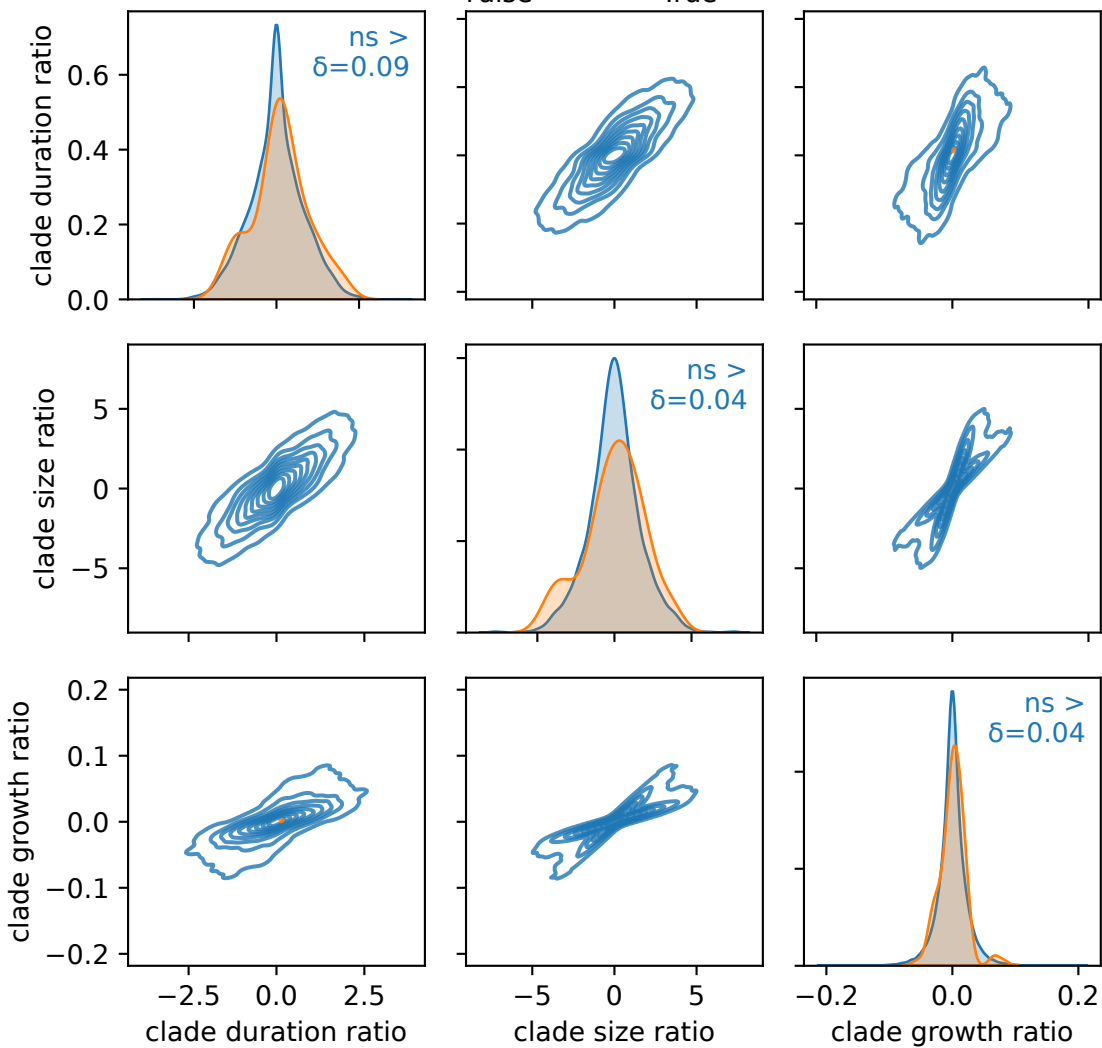 clade duration ratio
0.6
0.4
0.2
0.0
ns >
δ=0.09
clade size ratio
5
0
−5
ns >
δ=0.04
clade growth ratio
0.2
0.1
0.0
−0.1
−0.2
ns >
δ=0.04
−2.5 0.0 2.5
−5 0 5
−0.2 0.0 0.2
clade duration ratio
clade size ratio
clade growth ratio